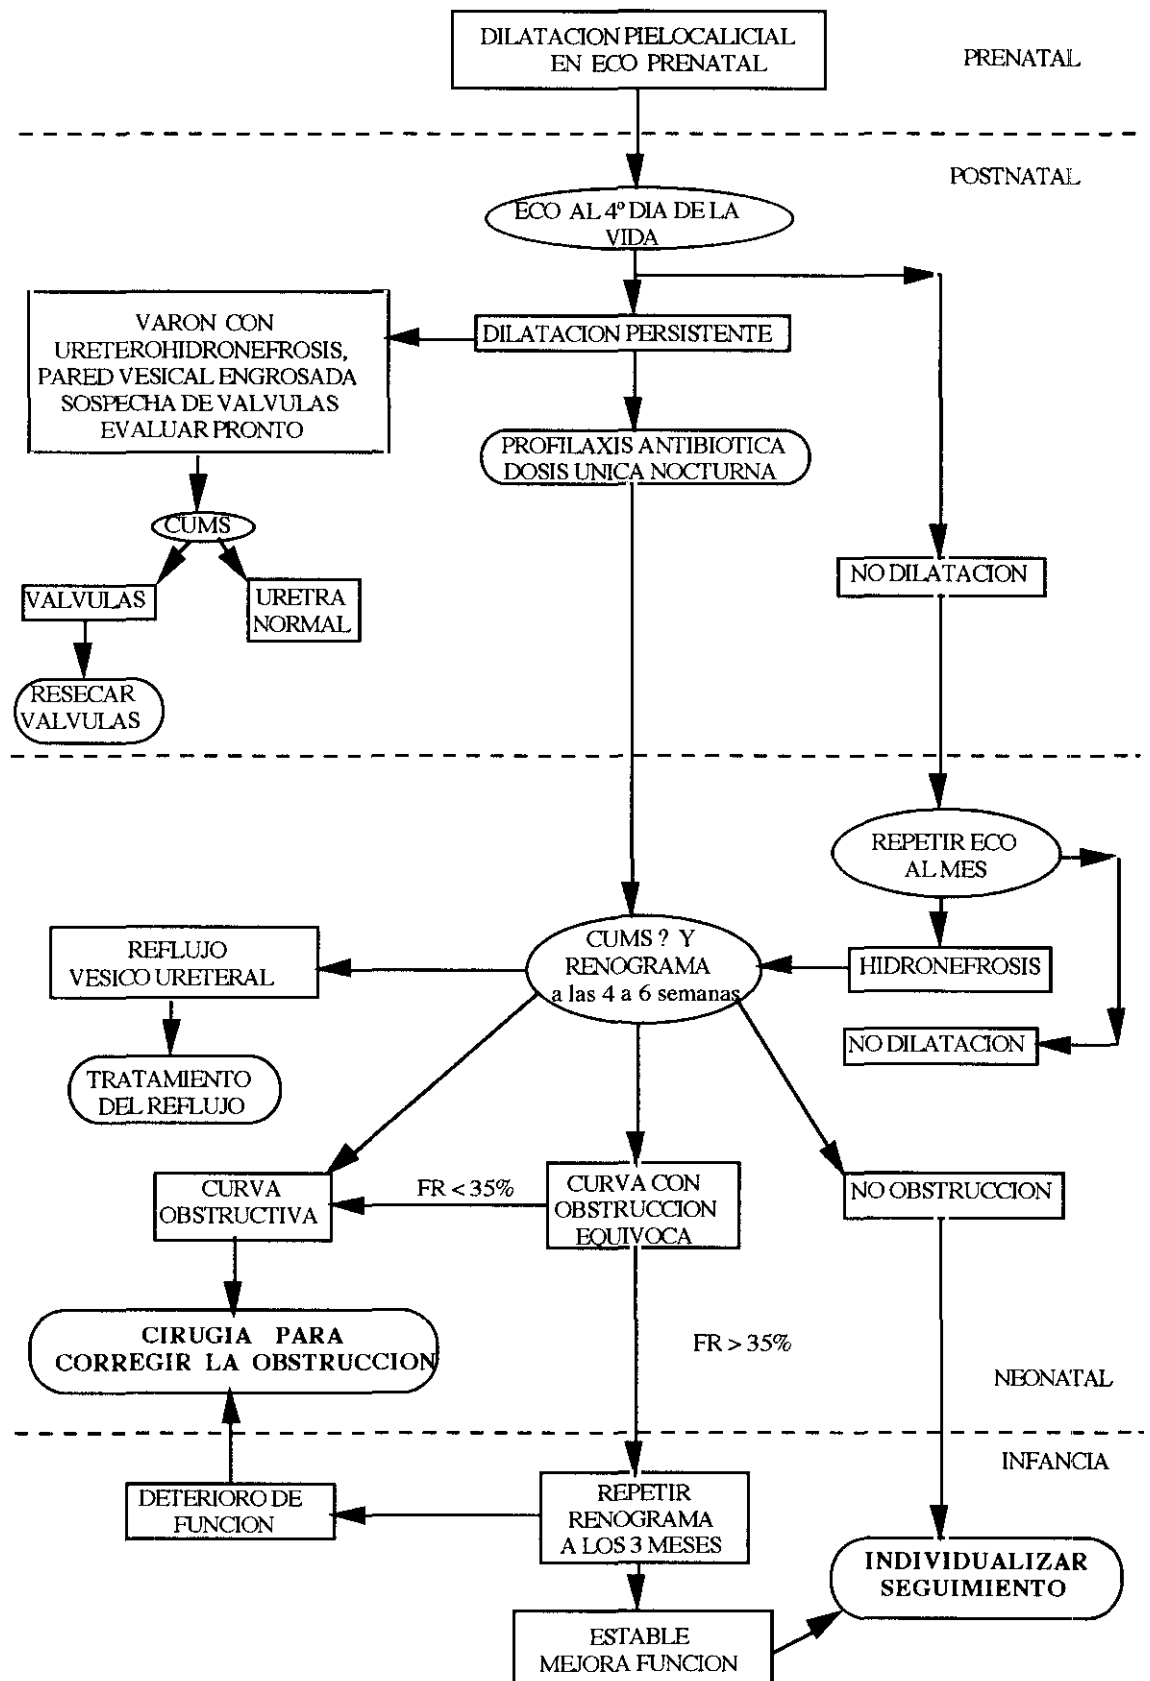 DILATACION PIELOCALICIAL
EN ECO PRENATAL
PRENATAL
POSTNATAL
ECO AL 4º DIA DE LA
VIDA
VARON CON
URETEROHIDRONEFROSIS,
PARED VESICAL ENGROSADA
SOSPECHA DE VALVULAS
EVALUAR PRONTO
DILATACION PERSISTENTE
PROFILAXIS ANTIBIOTICA
DOSIS UNICA NOCTURNA
CUMS
NO DILATACION
VALVULAS
URETRA
NORMAL
RESECAR
VALVULAS
REPETIR ECO
AL MES
REFLUJO
VESICO URETERAL
CUMS ? Y
RENOGRAMA
a las 4 a 6 semanas
HIDRONEFROSIS
NO DILATACION
TRATAMIENTO
DEL REFLUJO
CURVA
OBSTRUCTIVA
FR < 35%
CURVA CON
OBSTRUCCION
EQUIVOCA
NO OBSTRUCCION
CIRUGIA PARA
CORREGIR LA OBSTRUCCION
FR > 35%
NEONATAL
INFANCIA
DETERIORO DE
FUNCION
REPETIR
RENOGRAMA
A LOS 3 MESES
INDIVIDUALIZAR
SEGUIMIENTO
ESTABLE
MEJORA FUNCION